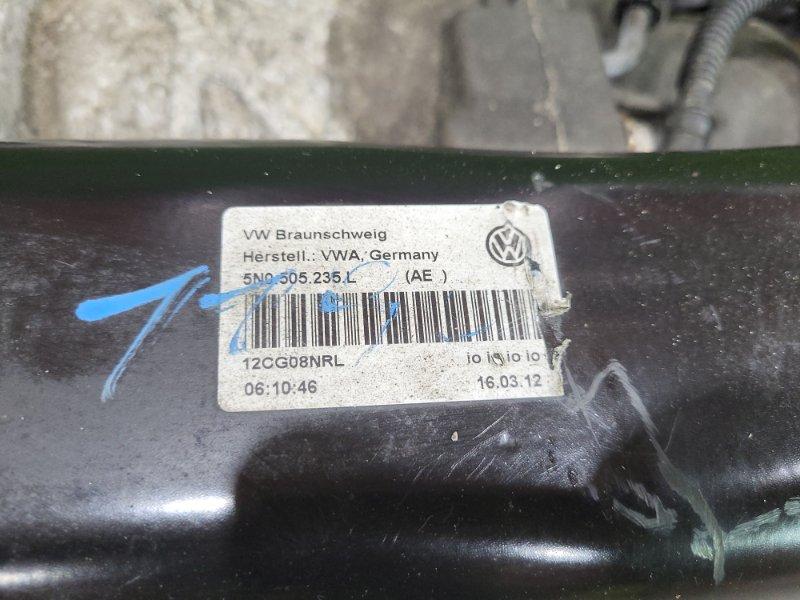 VW Braunschweig
Herstell.: VWA, Germany
5N0.505.235.L (AE )
12CG08NRL io io io io
06:10:46 16.03.12